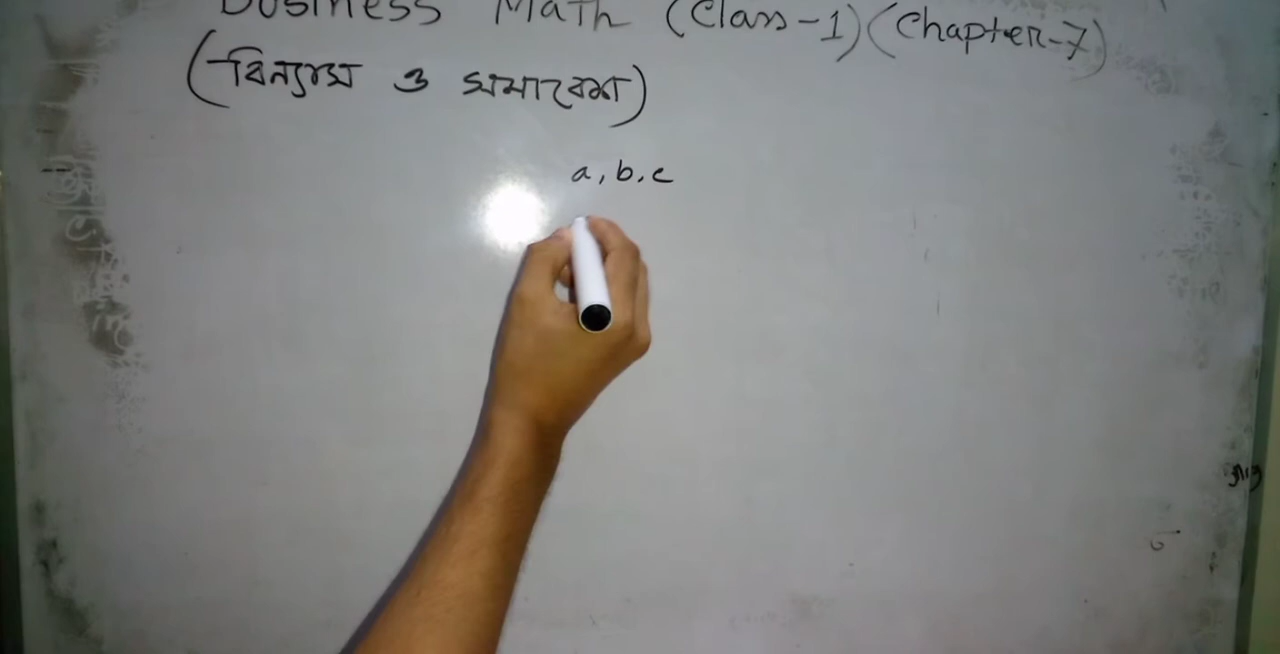 Business Math (Class-1) (Chapter-7)
(বিন্যাস ও সমাবেশ)
a, b, c